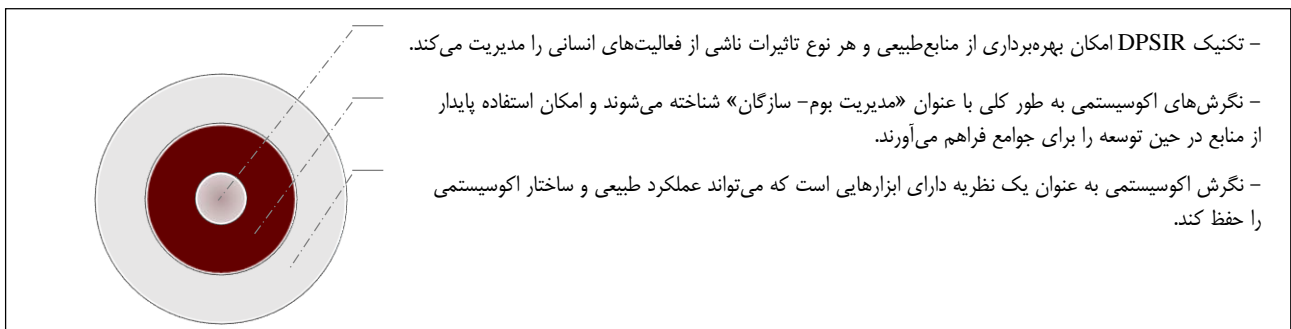 - تکنیک DPSIR امکان بهره‌برداری از منابع‌طبیعی و هر نوع تاثیرات ناشی از فعالیت‌های انسانی را مدیریت می‌کند.
- نگرش‌های اکوسیستمی به طور کلی با عنوان «مدیریت بوم- سازگان» شناخته می‌شوند و امکان استفاده پایدار
از منابع در حین توسعه را برای جوامع فراهم می‌آورند.
- نگرش اکوسیستمی به عنوان یک نظریه دارای ابزارهایی است که می‌تواند عملکرد طبیعی و ساختار اکوسیستمی
را حفظ کند.